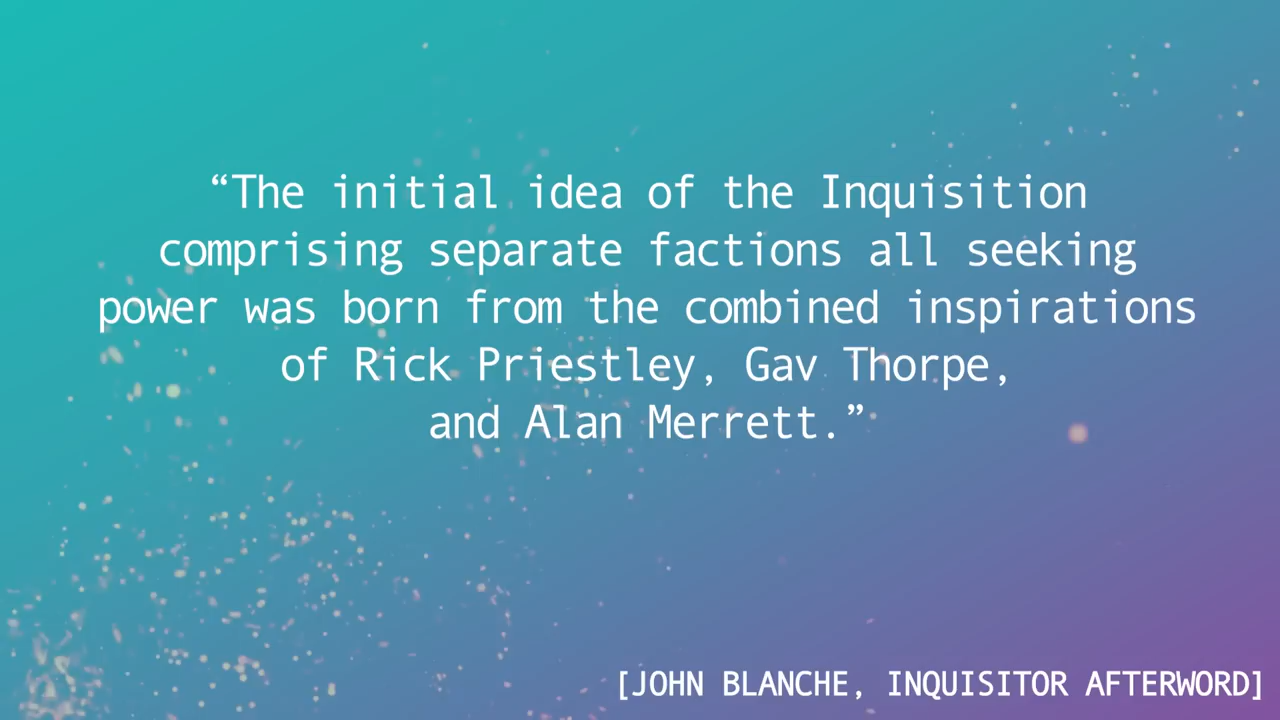 “The initial idea of the Inquisition
comprising separate factions all seeking
power was born from the combined inspirations
of Rick Priestley, Gav Thorpe,
and Alan Merrett.”
[JOHN BLANCHE, INQUISITOR AFTERWORD]